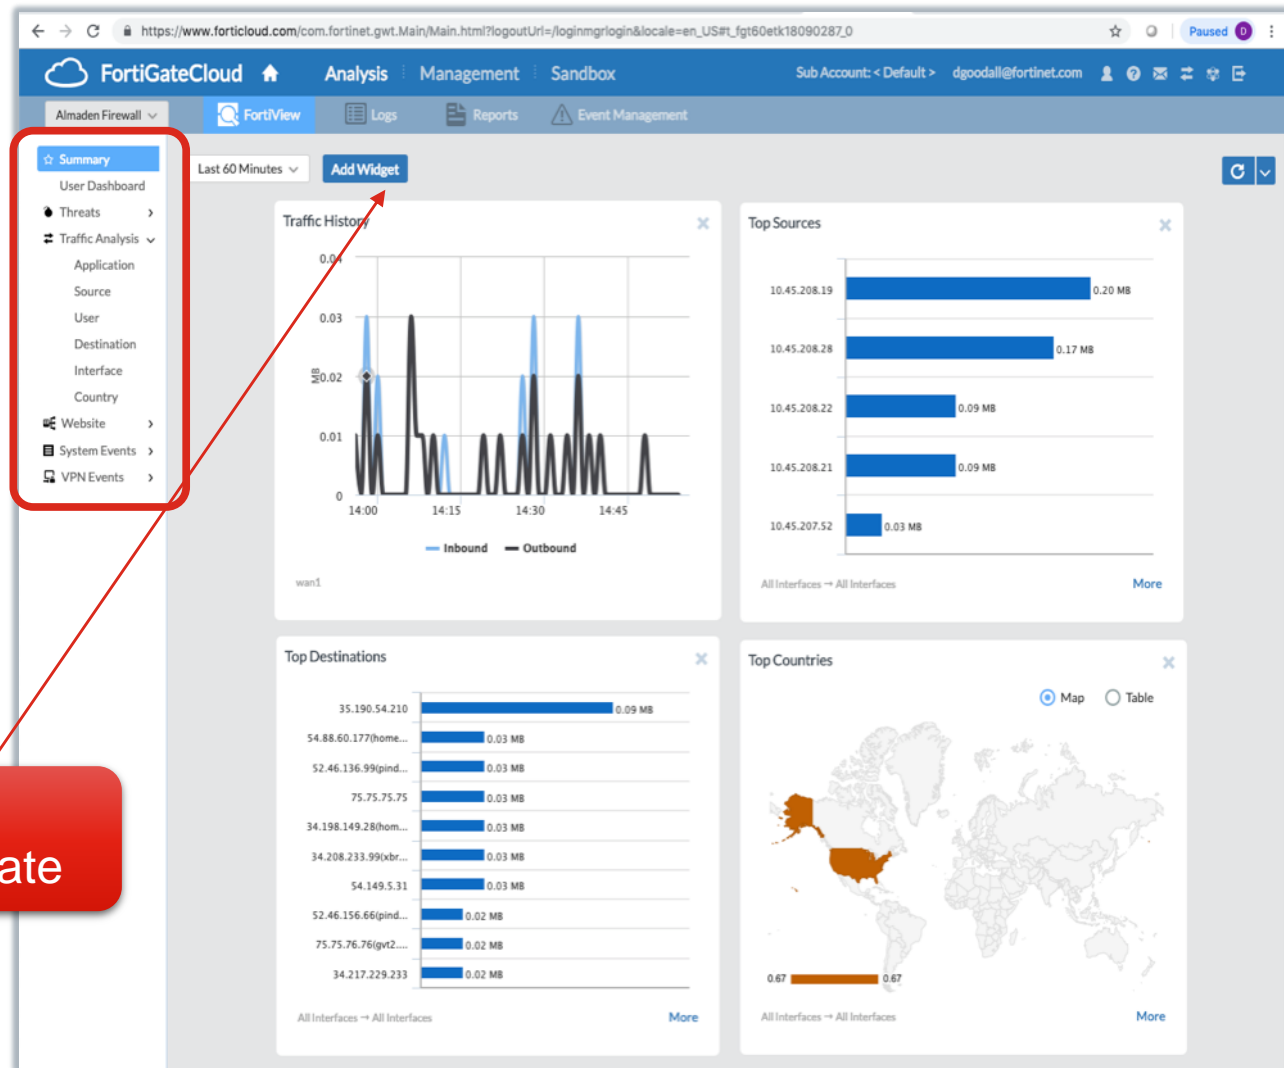 https://www.forticloud.com/com.fortinet.gwt.Main/Main.html?logoutUrl=/loginmgrlogin&locale=en_US#t_fgt60etk18090287_0
Paused D
FortiGateCloud Analysis Management Sandbox Sub Account: < Default > dgoodall@fortinet.com
Almaden Firewall FortiView Logs Reports Event Management
Summary
User Dashboard
Threats
Traffic Analysis
Application
Source
User
Destination
Interface
Country
Website
System Events
VPN Events
Last 60 Minutes Add Widget
Traffic History
0.04
0.03
0.02
0.01
0
MB
14:00 14:15 14:30 14:45
Inbound Outbound
wan1
Top Sources
10.45.208.19 0.20 MB
10.45.208.28 0.17 MB
10.45.208.22 0.09 MB
10.45.208.21 0.09 MB
10.45.207.52 0.03 MB
All Interfaces → All Interfaces More
Top Destinations
35.190.54.210 0.09 MB
54.88.60.177(home... 0.03 MB
52.46.136.99(pind... 0.03 MB
75.75.75.75 0.03 MB
34.198.149.28(hom... 0.03 MB
34.208.233.99(xbr... 0.03 MB
54.149.5.31 0.03 MB
52.46.156.66(pind... 0.02 MB
75.75.76.76(gvt2.... 0.02 MB
34.217.229.233 0.02 MB
All Interfaces → All Interfaces More
Top Countries
Map Table
0.67 0.67
All Interfaces → All Interfaces More
ate